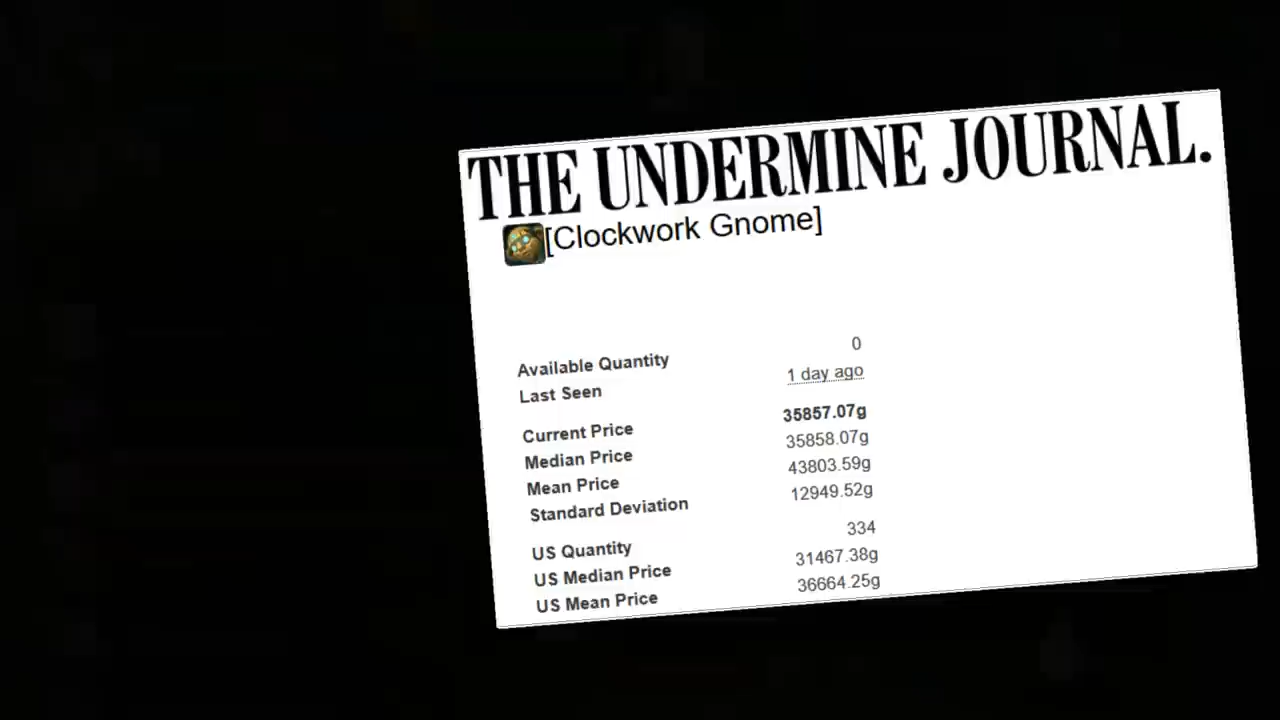 THE UNDERMINE JOURNAL.
[Clockwork Gnome]
Available Quantity 0
Last Seen 1 day ago
Current Price 35857.07g
Median Price 35858.07g
Mean Price 43803.59g
Standard Deviation 12949.52g
US Quantity 334
US Median Price 31467.38g
US Mean Price 36664.25g